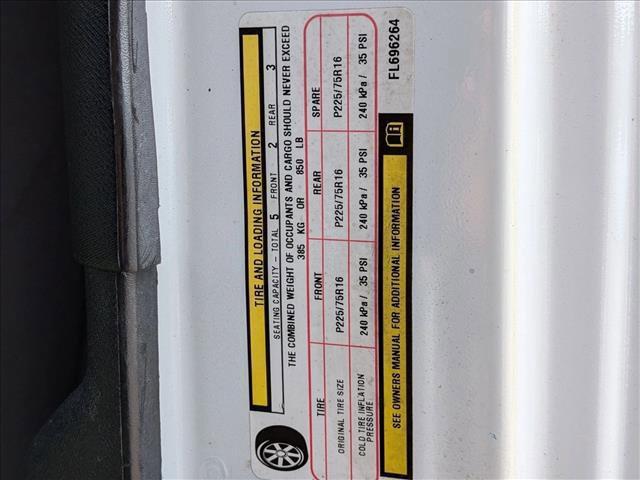 TIRE AND LOADING INFORMATION
SEATING CAPACITY - TOTAL 5 FRONT 2 REAR 3
THE COMBINED WEIGHT OF OCCUPANTS AND CARGO SHOULD NEVER EXCEED
385 KG OR 850 LB
TIRE FRONT REAR SPARE
ORIGINAL TIRE SIZE P225/75R16 P225/75R16 P225/75R16
COLD TIRE INFLATION
PRESSURE 240 kPa / 35 PSI 240 kPa / 35 PSI 240 kPa / 35 PSI
SEE OWNERS MANUAL FOR ADDITIONAL INFORMATION
FL696264